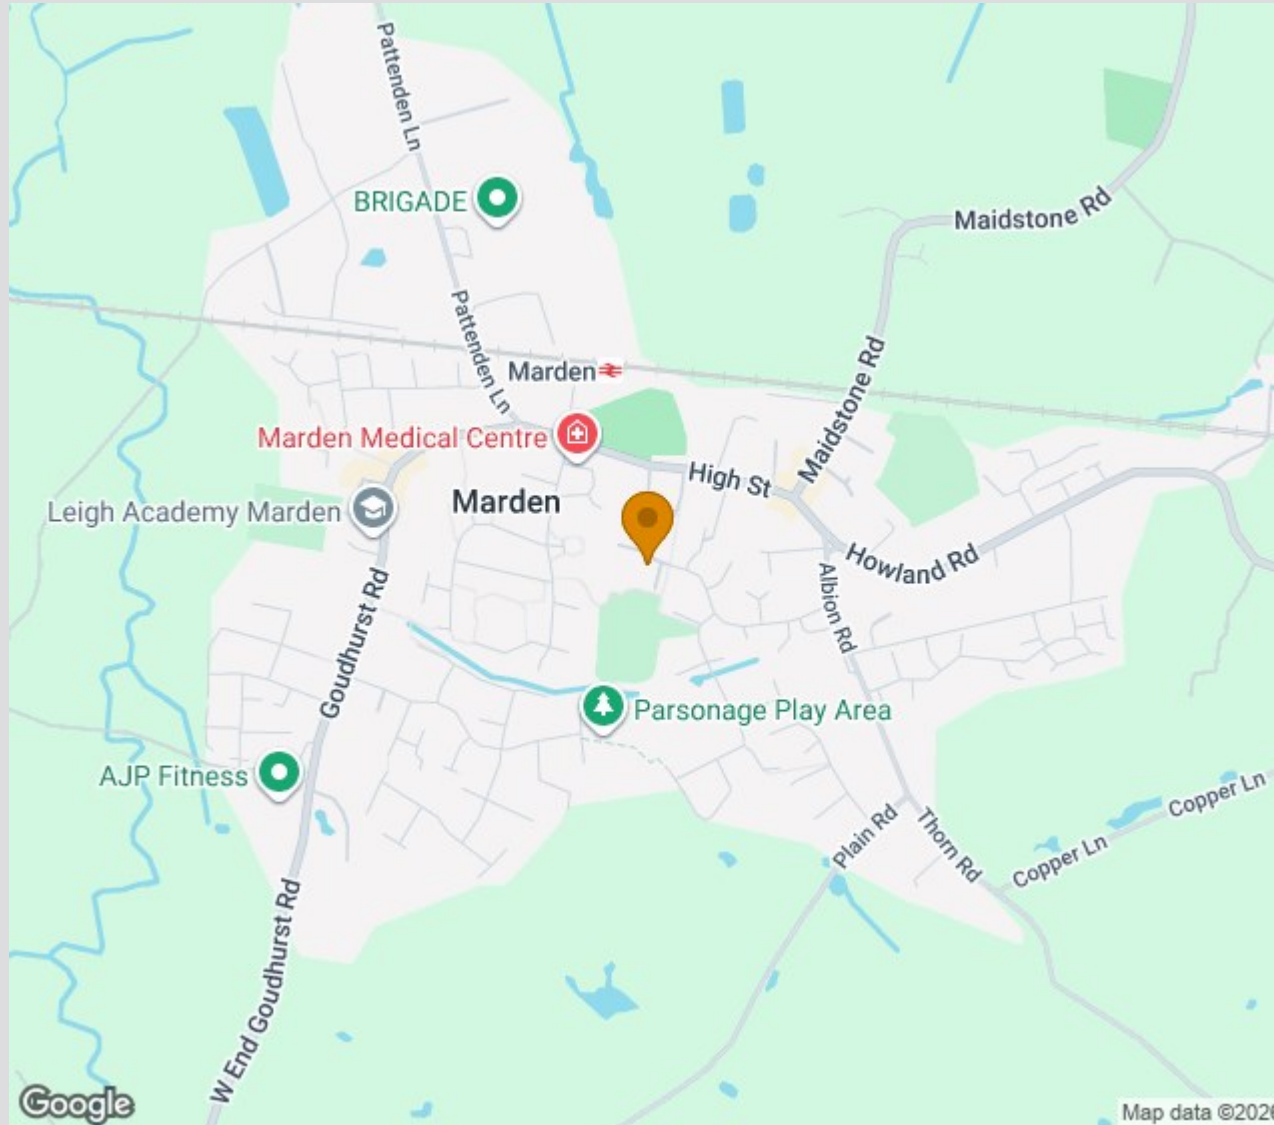 Pattenden Ln
BRIGADE
Maidstone Rd
Pattenden Ln
Marden
Maidstone Rd
Marden Medical Centre
High St
Marden
Leigh Academy Marden
Howland Rd
Albion Rd
Goudhurst Rd
Parsonage Play Area
AJP Fitness
Copper Ln
Plain Rd
Thorn Rd
Copper Ln
W End Goudhurst Rd
Google
Map data ©2026